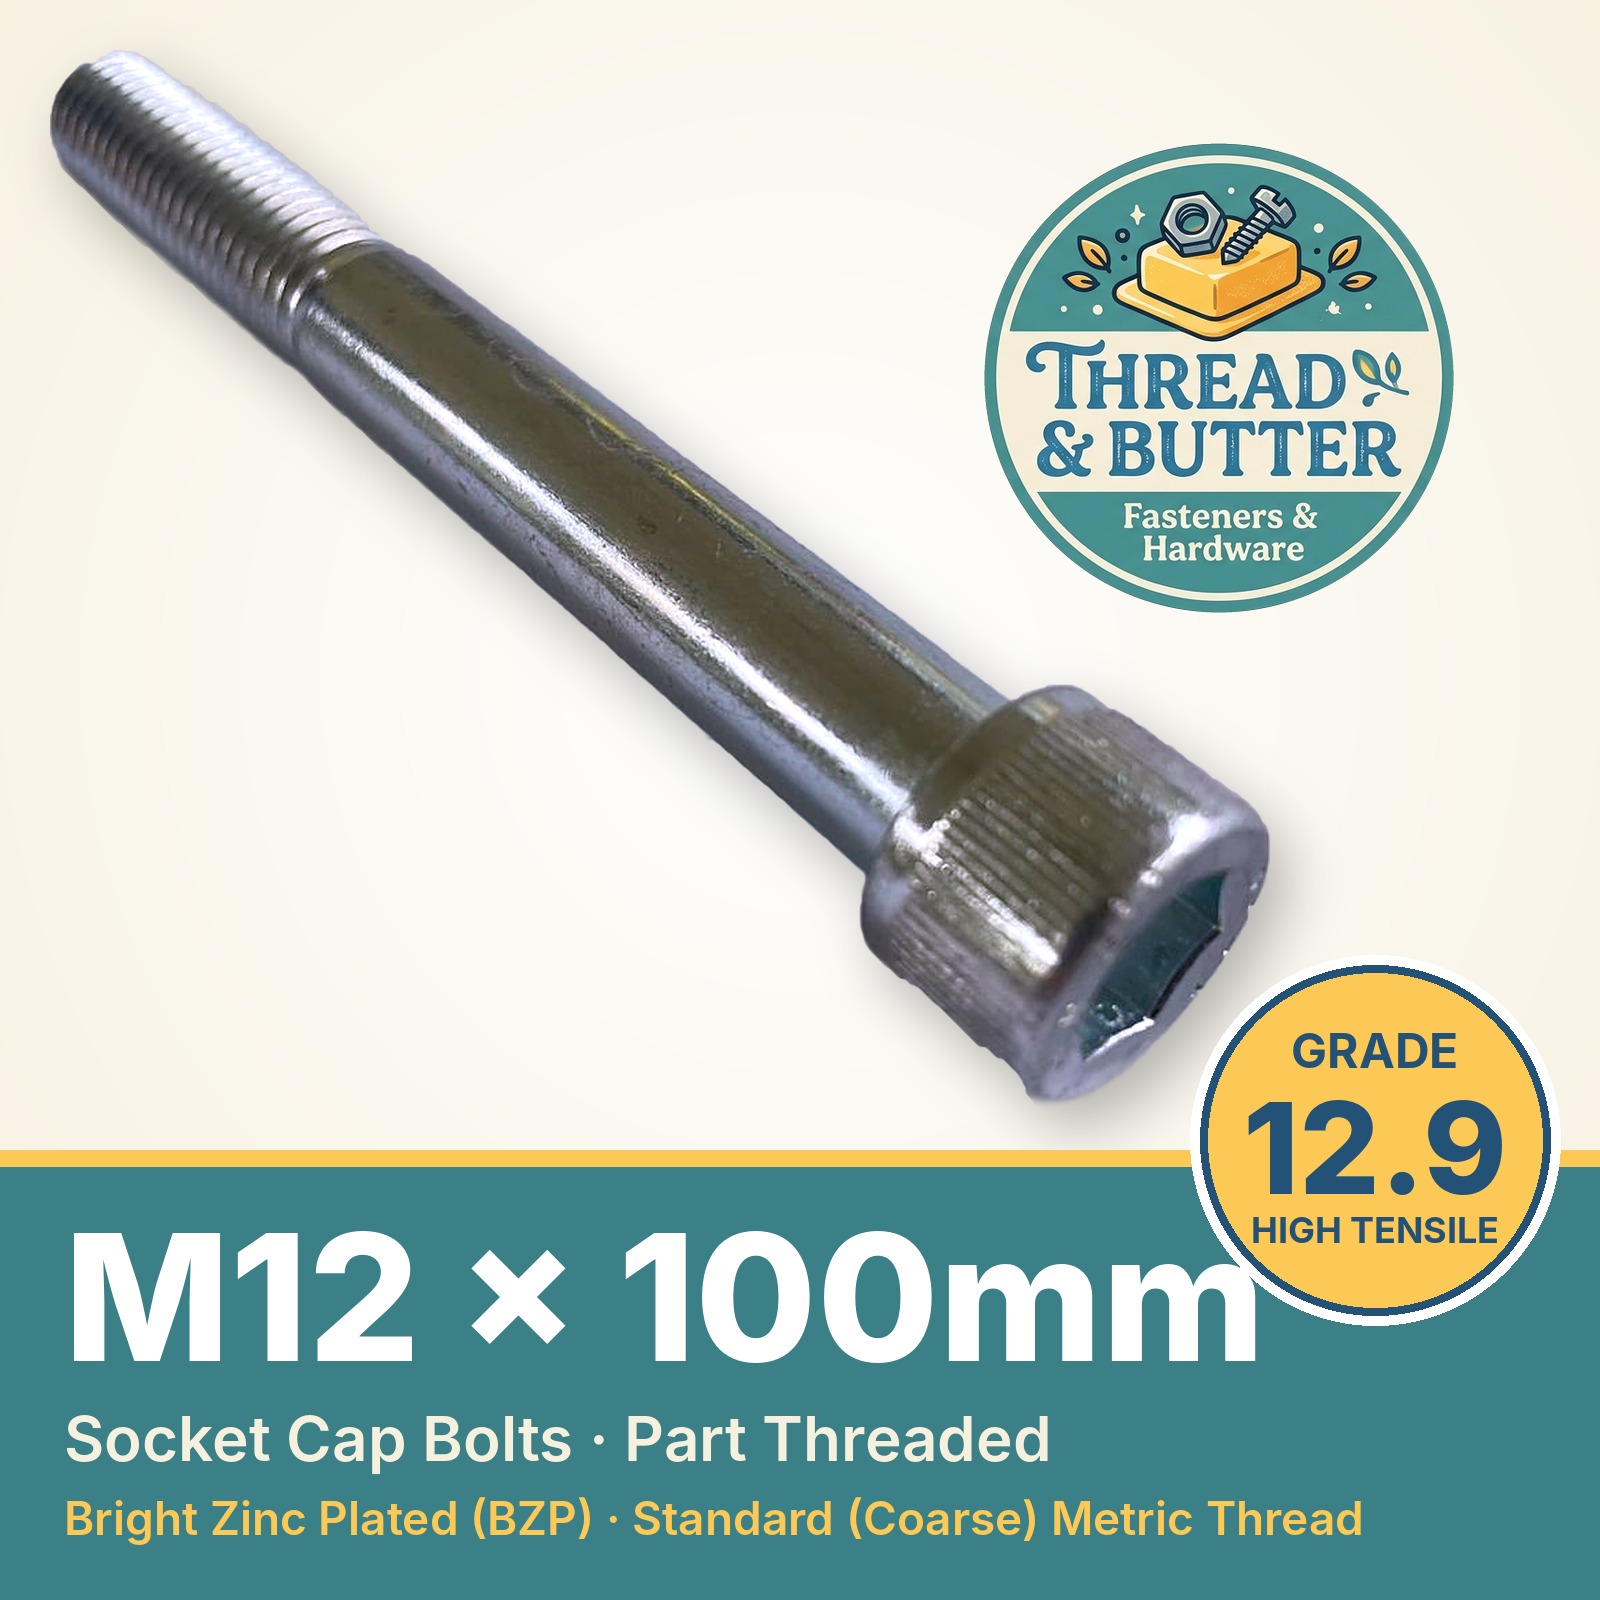 THREAD
& BUTTER
Fasteners &
Hardware
GRADE
12.9
HIGH TENSILE
M12 × 100mm
Socket Cap Bolts · Part Threaded
Bright Zinc Plated (BZP) · Standard (Coarse) Metric Thread